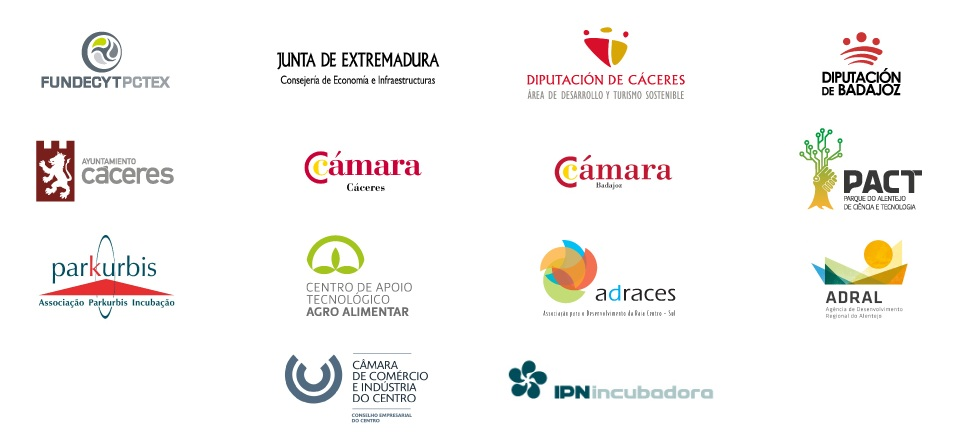 FUNDECYTPCTEX
JUNTA DE EXTREMADURA
Consejería de Economía e Infraestructuras
DIPUTACIÓN DE CÁCERES
ÁREA DE DESARROLLO Y TURISMO SOSTENIBLE
DIPUTACIÓN
DE BADAJOZ
AYUNTAMIENTO
cáceres
Cámara
Cáceres
Cámara
Badajoz
PACT
PARQUE DO ALENTEJO
DE CIÊNCIA E TECNOLOGIA
parkurbis
Associação Parkurbis Incubação
CENTRO DE APOIO
TECNOLÓGICO
AGRO ALIMENTAR
adraces
Associação para o Desenvolvimento da Raia Centro - Sul
ADRAL
Agência de Desenvolvimento
Regional do Alentejo
CÂMARA
DE COMÉRCIO
E INDÚSTRIA
DO CENTRO
CONSELHO EMPRESARIAL
DO CENTRO
IPNincubadora